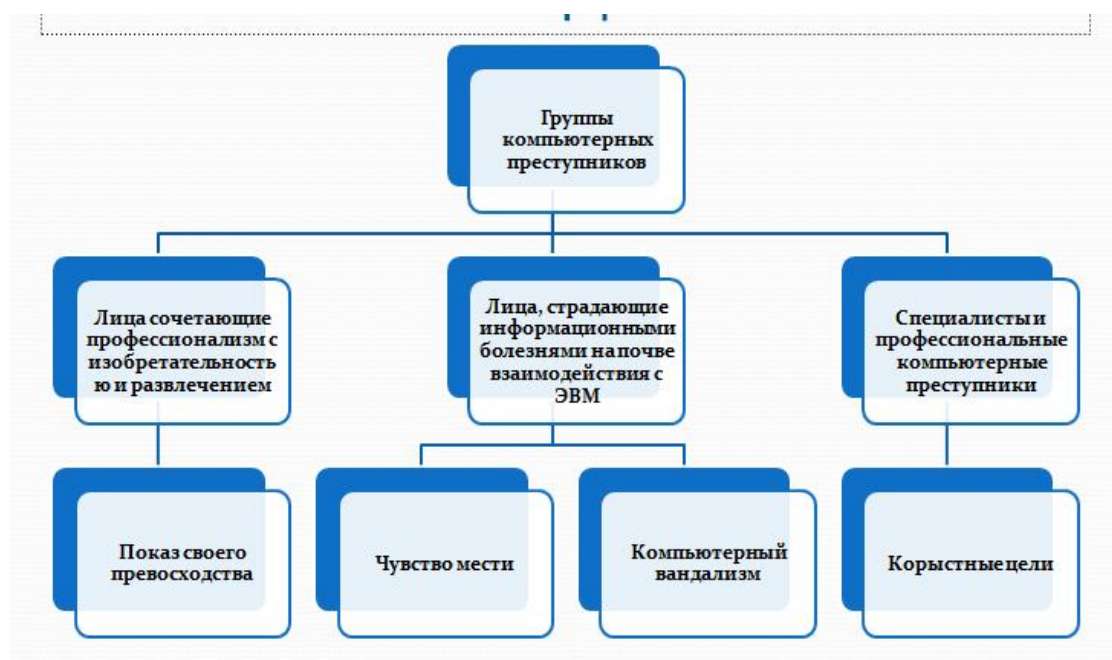 Группы
компьютерных
преступников
Лица сочетающие
профессионализм с
изобретательность
ю и развлечением
Лица, страдающие
информационными
болезнями на почве
взаимодействия с
ЭВМ
Специалисты и
профессиональные
компьютерные
преступники
Показ своего
превосходства
Чувство мести
Компьютерный
вандализм
Корыстные цели